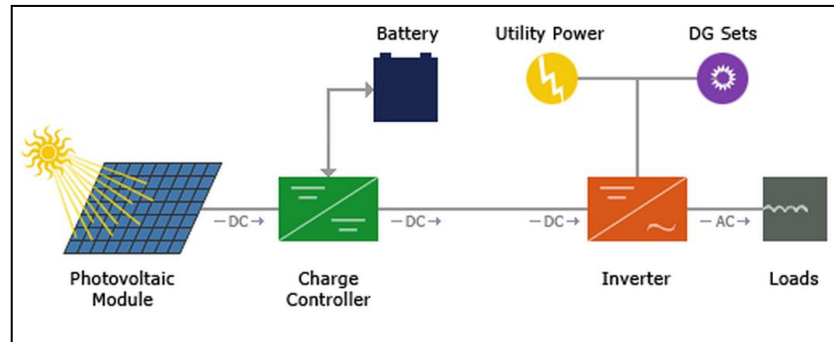 Battery
Utility Power
DG Sets
DC
DC
DC
AC
Photovoltaic
Module
Charge
Controller
Inverter
Loads